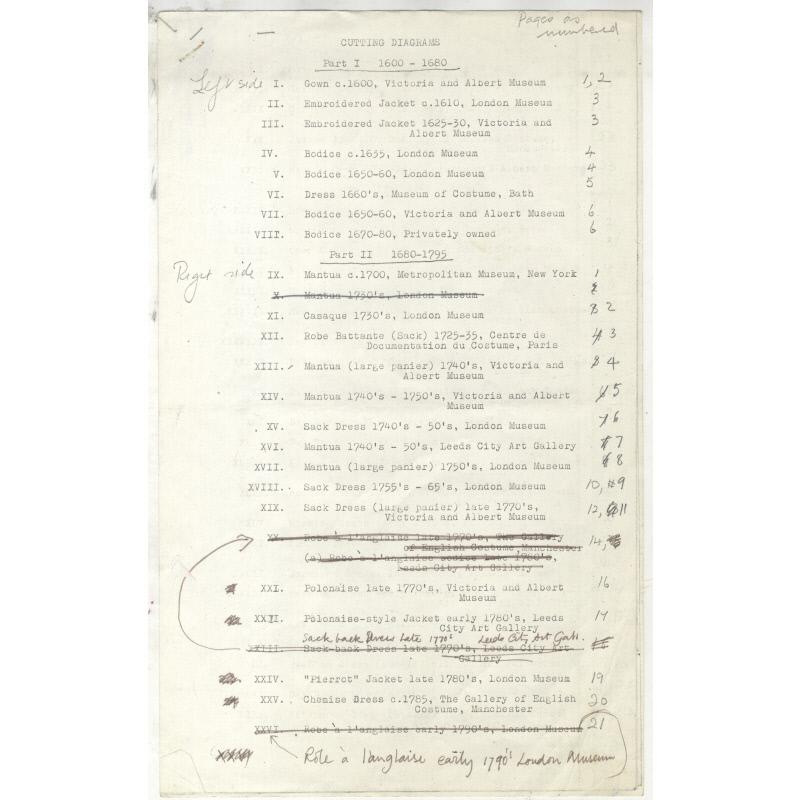 Pages as
numbered
CUTTING DIAGRAMS
Part I 1600 - 1680
Left side I. Gown c.1600, Victoria and Albert Museum 1, 2
II. Embroidered Jacket c.1610, London Museum 3
III. Embroidered Jacket 1625-30, Victoria and 3
Albert Museum
IV. Bodice c.1635, London Museum 4
V. Bodice 1650-60, London Museum 4
VI. Dress 1660's, Museum of Costume, Bath 5
VII. Bodice 1650-60, Victoria and Albert Museum 6
VIII. Bodice 1670-80, Privately owned 6
Part II 1680-1795
Right side IX. Mantua c.1700, Metropolitan Museum, New York 1
X. Mantua 1730's, London Museum
XI. Casaque 1730's, London Museum 2
XII. Robe Battante (Sack) 1725-35, Centre de 3
Documentation du Costume, Paris
XIII. Mantua (large panier) 1740's, Victoria and 4
Albert Museum
XIV. Mantua 1740's - 1750's, Victoria and Albert 5
Museum
XV. Sack Dress 1740's - 50's, London Museum 6
XVI. Mantua 1740's - 50's, Leeds City Art Gallery 7
XVII. Mantua (large panier) 1750's, London Museum 8
XVIII. Sack Dress 1755's - 65's, London Museum 10, 9
XIX. Sack Dress (large panier) late 1770's, 12, 11
Victoria and Albert Museum
XX. Robe à l'anglaise late 1770's, The Gallery 14,
of English Costume, Manchester
(a) Robe à l'anglaise bodice late 1780's,
Leeds City Art Gallery
XXI. Polonaise late 1770's, Victoria and Albert 16
Museum
XXII. Polonaise-style Jacket early 1780's, Leeds 17
City Art Gallery
Sack back Dress Late 1770's Leeds City Art Gall.
XXIII. Sack-back Dress late 1770's, Leeds City Art
Gallery
XXIV. "Pierrot" Jacket late 1780's, London Museum 19
XXV. Chemise Dress c.1785, The Gallery of English 20
Costume, Manchester
XXVI. Robe à l'anglaise early 1790's, London Museum 21
Robe à l'anglaise early 1790's London Museum